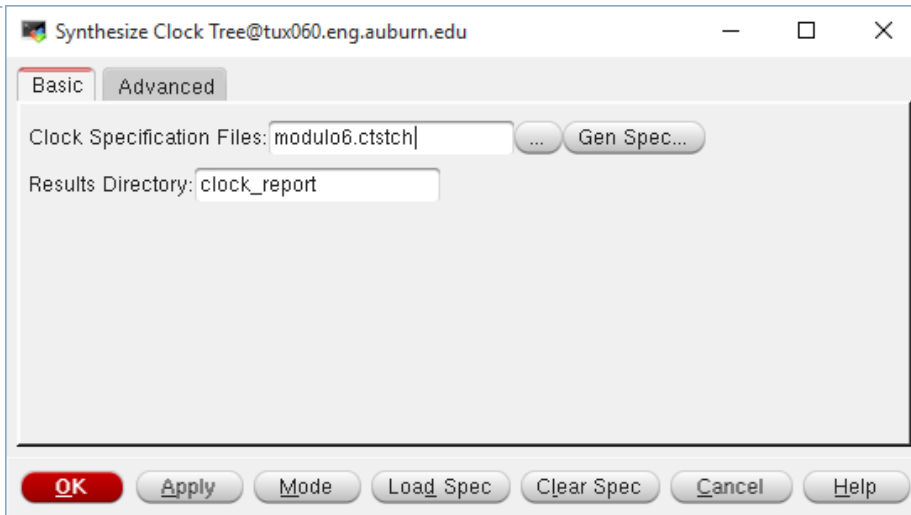 Synthesize Clock Tree@tux060.eng.auburn.edu
Basic Advanced
Clock Specification Files: modulo6.ctstch ... Gen Spec...
Results Directory: clock_report
OK Apply Mode Load Spec Clear Spec Cancel Help